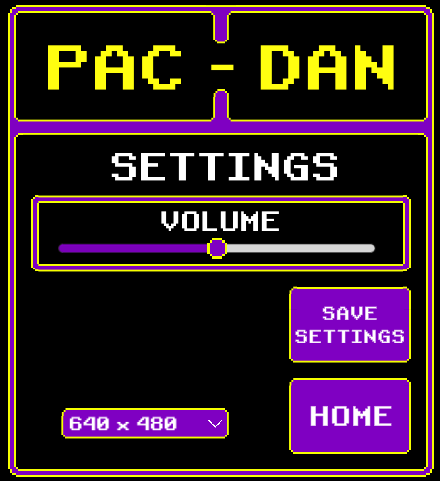 PAC - DAN
SETTINGS
VOLUME
SAVE
SETTINGS
640 x 480
HOME